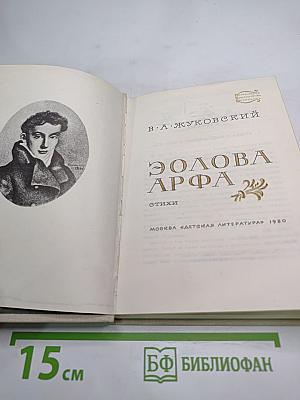 В·А·ЖУКОВСКИЙ
ЭОЛОВА
АРФА
СТИХИ
МОСКВА «ДЕТСКАЯ ЛИТЕРАТУРА» 1980
15 см
БФ БИБЛИОФАН